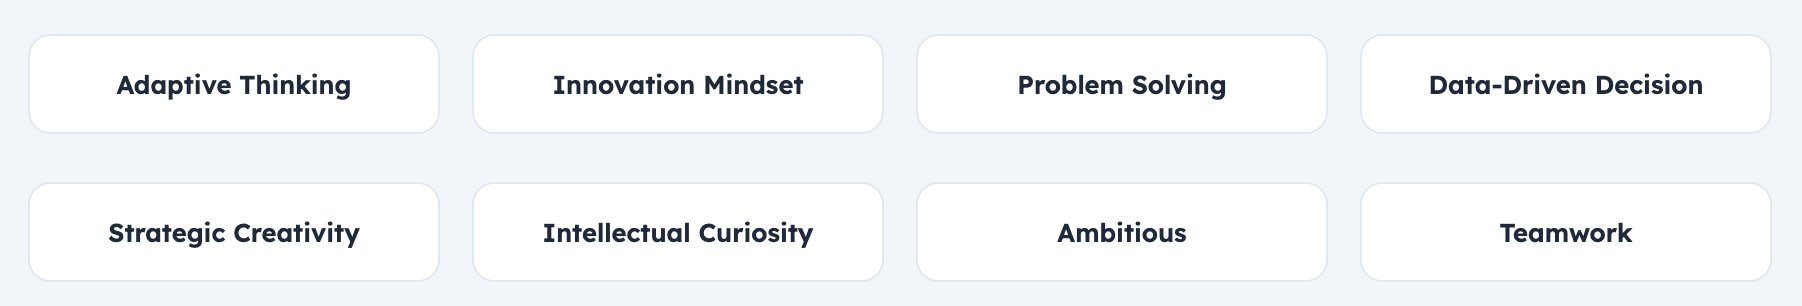 Adaptive Thinking
Innovation Mindset
Problem Solving
Data-Driven Decision
Strategic Creativity
Intellectual Curiosity
Ambitious
Teamwork